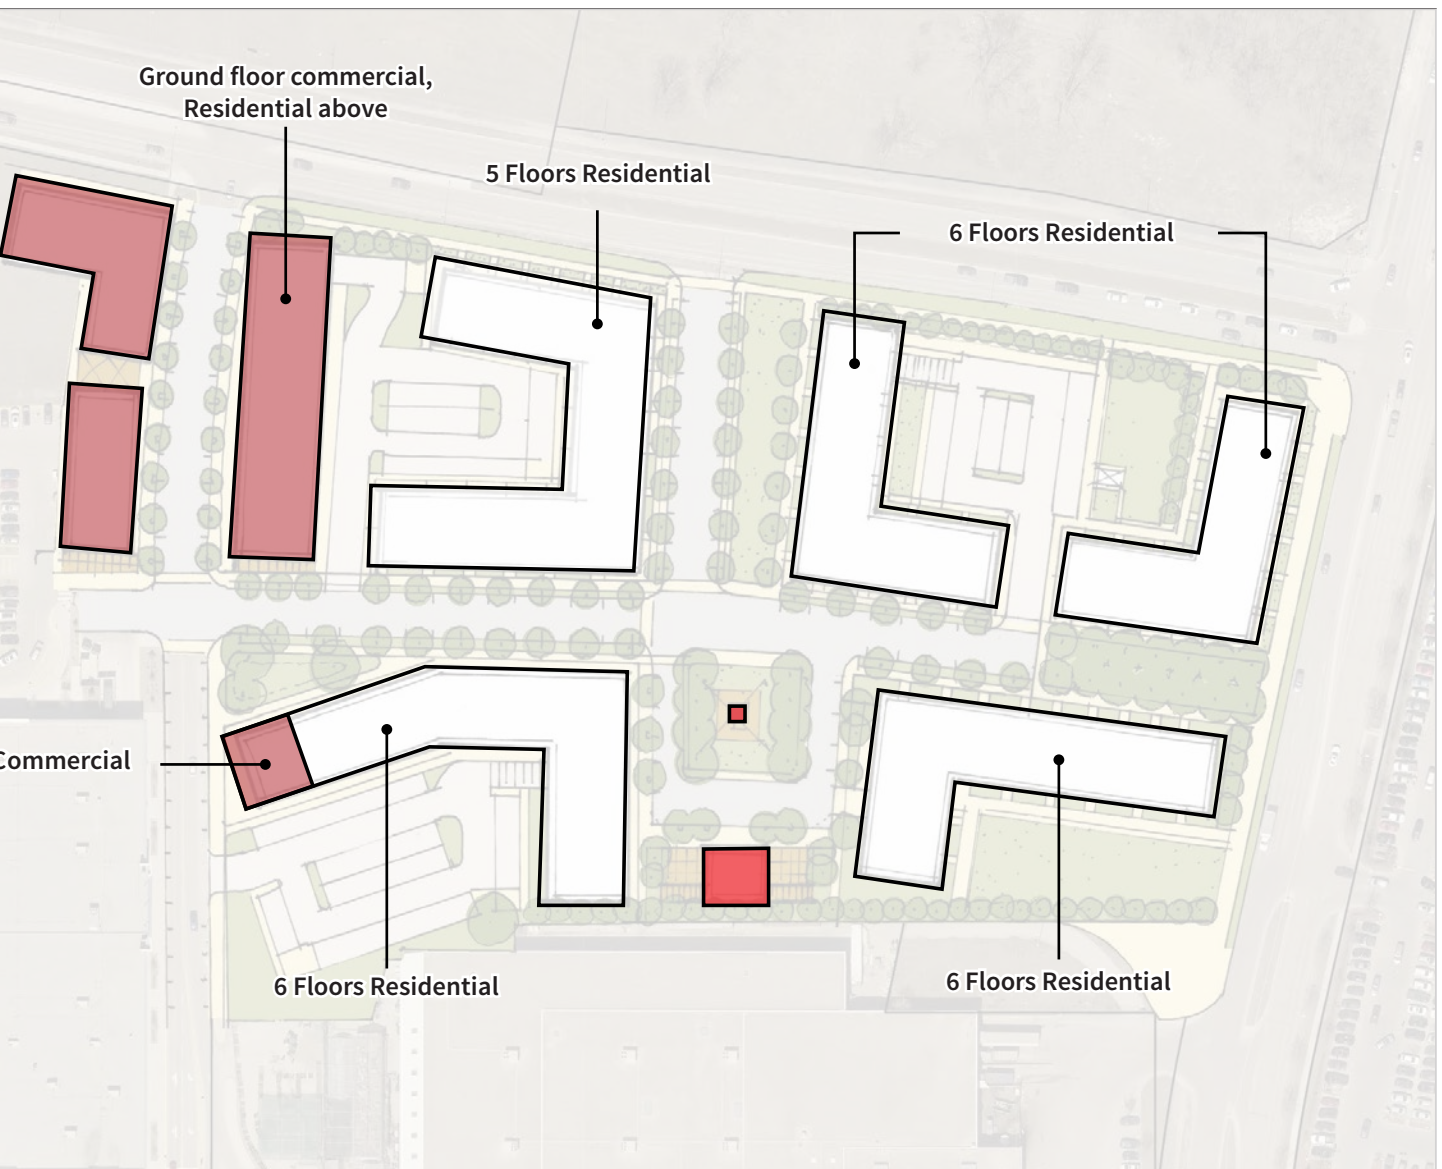 Ground floor commercial,
Residential above
5 Floors Residential
6 Floors Residential
Commercial
6 Floors Residential
6 Floors Residential